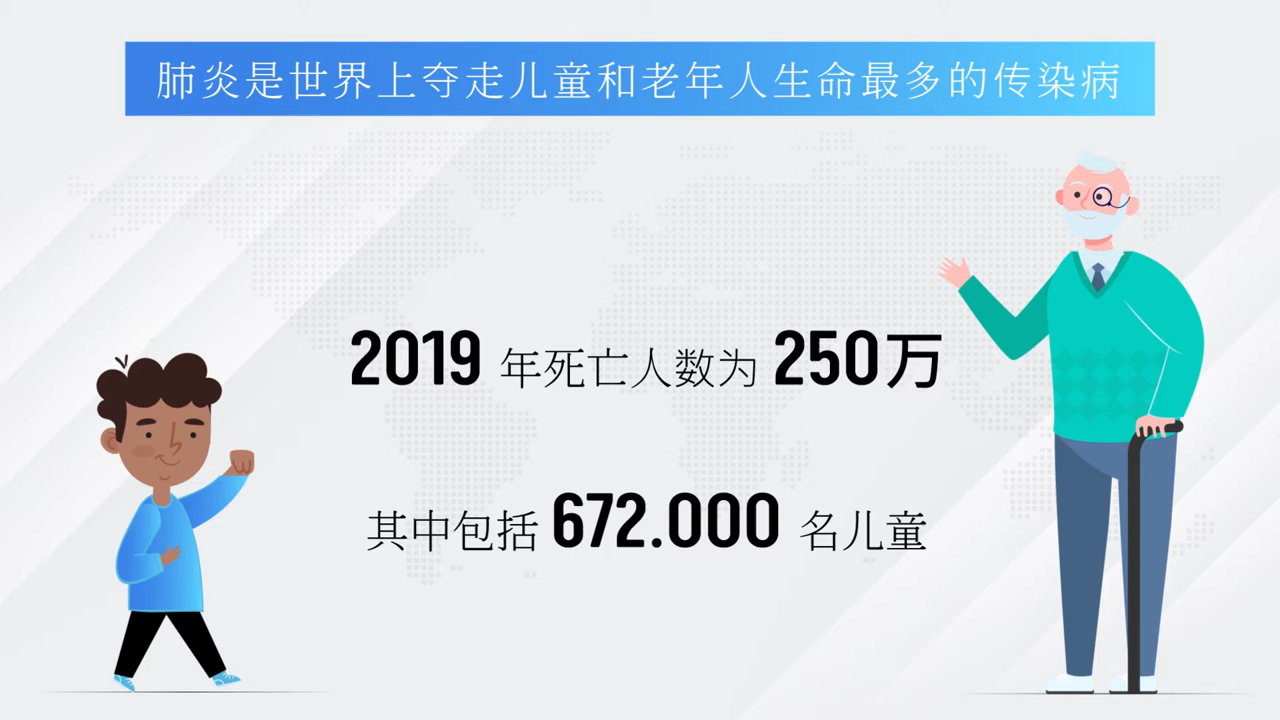 肺炎是世界上夺走儿童和老年人生命最多的传染病
2019 年死亡人数为 250万
其中包括 672.000 名儿童